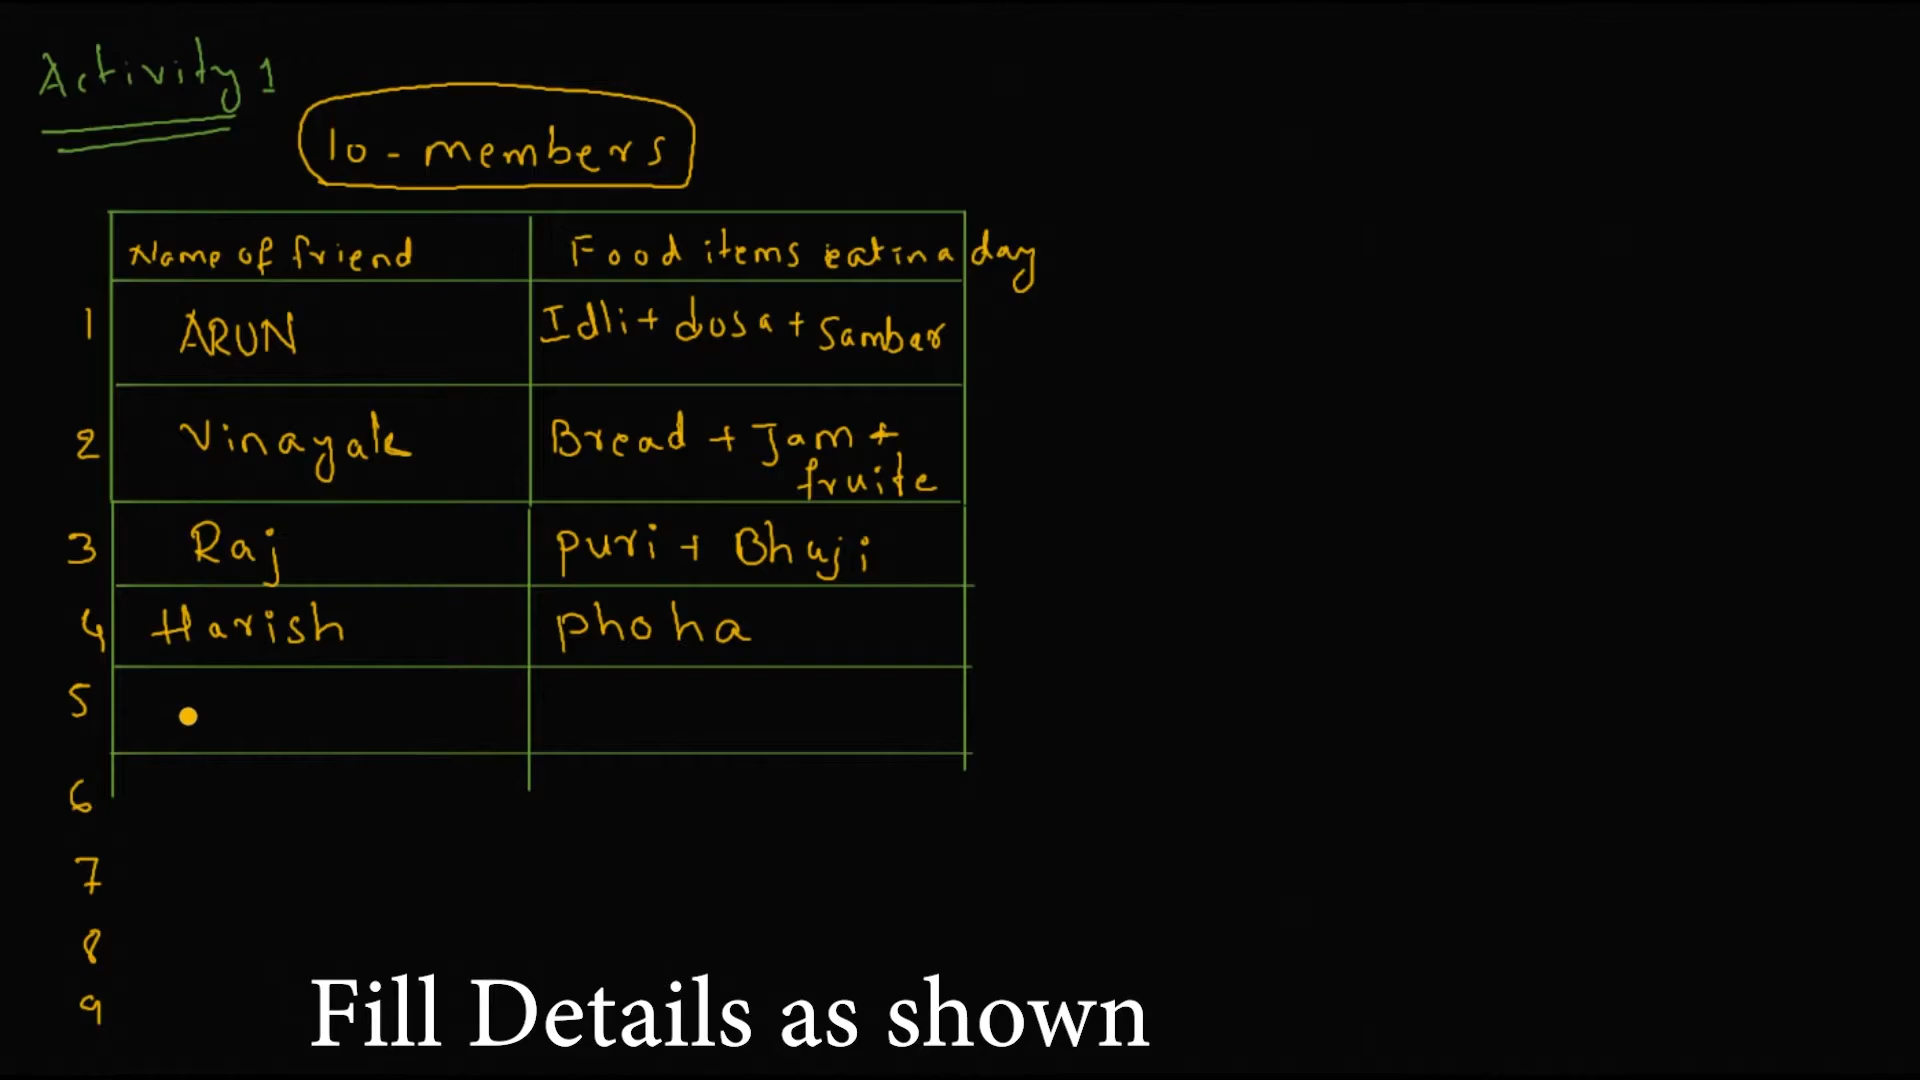 Activity 1
10 - members
Name of friend Food items eat in a day
1 ARUN Idli + dosa + Sambar
2 Vinayak Bread + Jam +
fruite
3 Raj puri + Bhaji
4 Harish phoha
5
6
7
8
9
Fill Details as shown